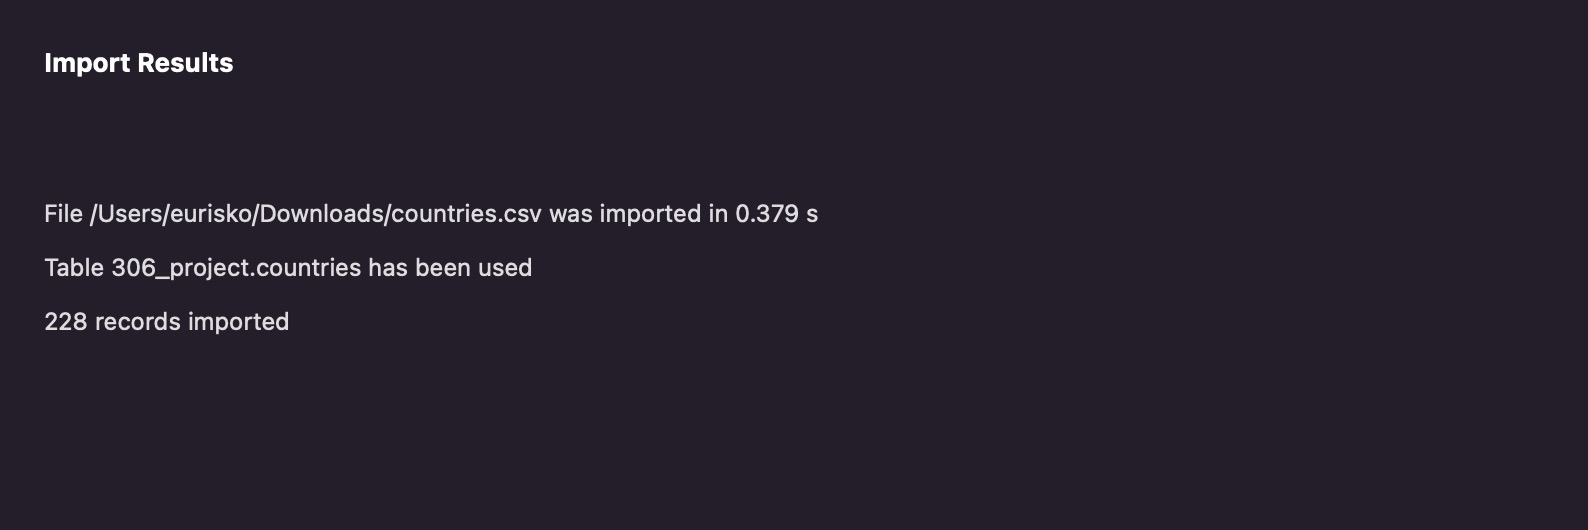 Import Results
File /Users/eurisko/Downloads/countries.csv was imported in 0.379 s
Table 306_project.countries has been used
228 records imported